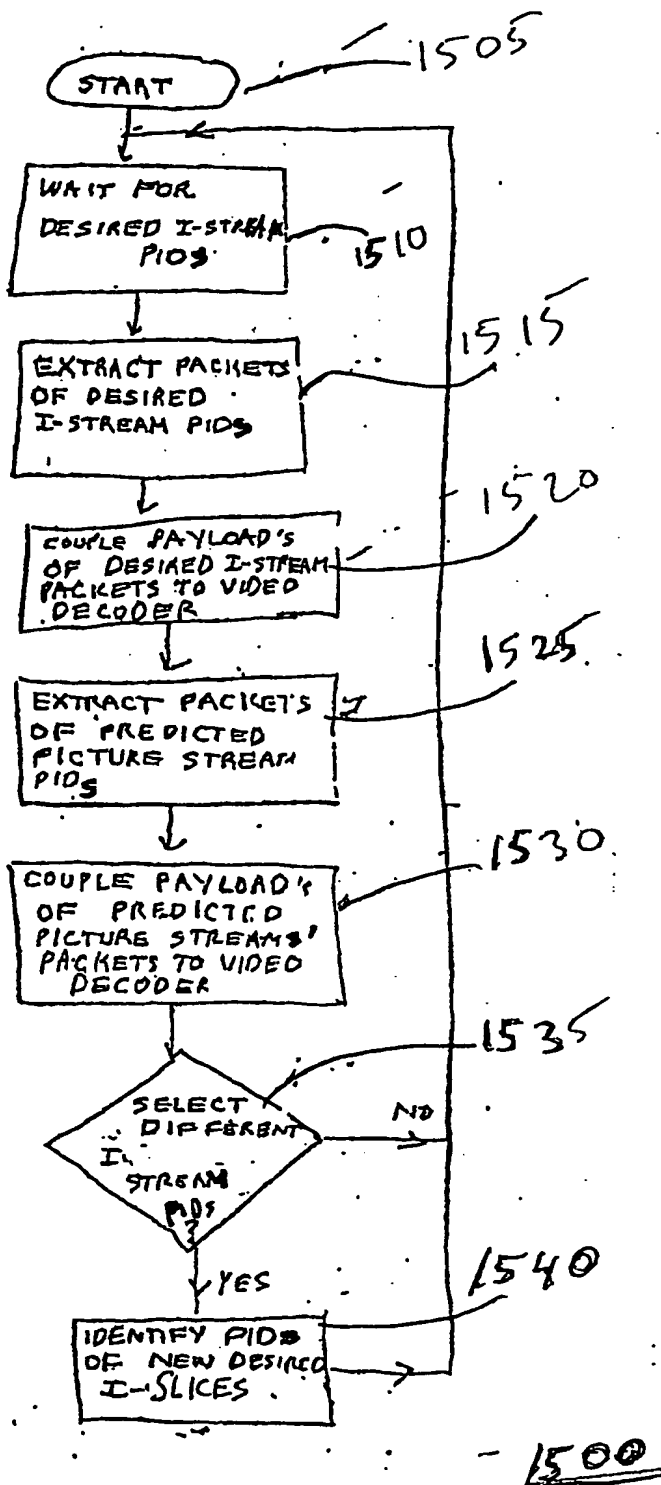 START
1505
WAIT FOR
DESIRED I-STREAM
PIDS
1510
EXTRACT PACKETS
OF DESIRED
I-STREAM PIDS
1515
COUPLE PAYLOAD'S
OF DESIRED I-STREAM
PACKETS TO VIDEO
DECODER
1520
EXTRACT PACKETS
OF PREDICTED
PICTURE STREAM
PIDS
1525
COUPLE PAYLOAD'S
OF PREDICTED
PICTURE STREAMS'
PACKETS TO VIDEO
DECODER
1530
SELECT
DIFFERENT
I-
STREAM
PIDS
?
1535
NO
YES
IDENTIFY PIDS
OF NEW DESIRED
I-SLICES
1540
1500